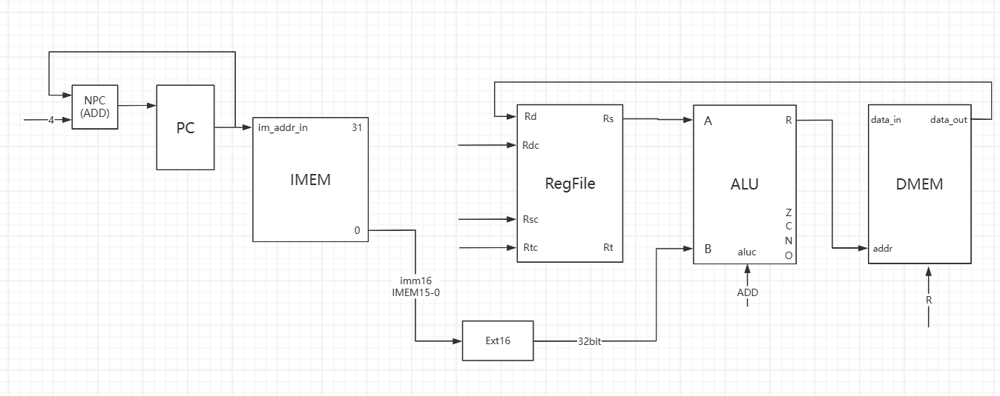 NPC
(ADD)
4
PC
im_addr_in
31
IMEM
0
imm16
IMEM15-0
Ext16
32bit
Rd
Rs
Rdc
RegFile
Rsc
Rtc
Rt
A
R
ALU
Z
C
N
O
B
aluc
ADD
data_in
data_out
DMEM
addr
R